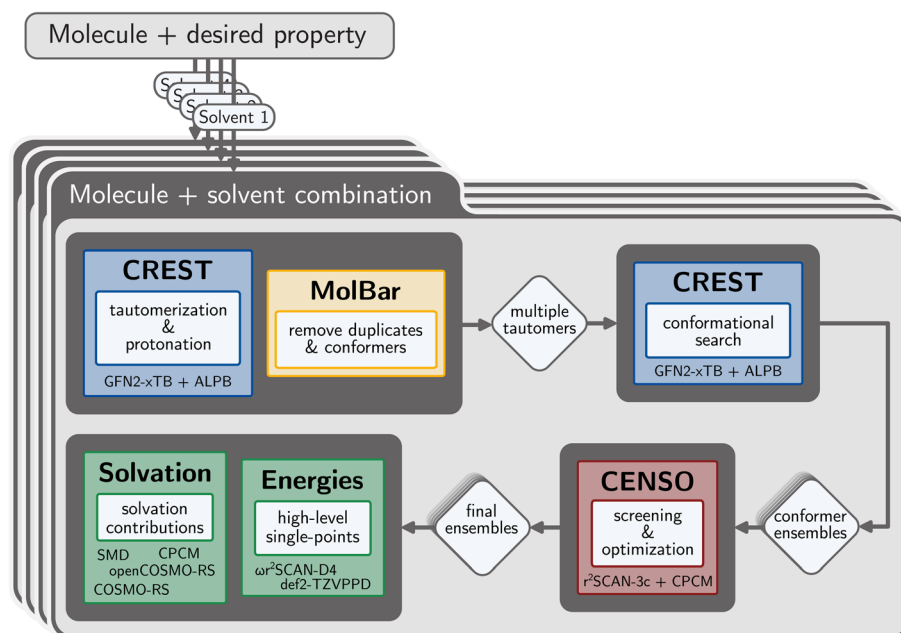 Molecule + desired property
Solvent 1
Molecule + solvent combination
CREST
tautomerization
&
protonation
GFN2-xTB + ALPB
MolBar
remove duplicates
& conformers
multiple
tautomers
CREST
conformational
search
GFN2-xTB + ALPB
Solvation
solvation
contributions
SMD CPCM
openCOSMO-RS
COSMO-RS
Energies
high-level
single-points
ωr²SCAN-D4
def2-TZVPPD
final
ensembles
CENSO
screening
&
optimization
r²SCAN-3c + CPCM
conformer
ensembles